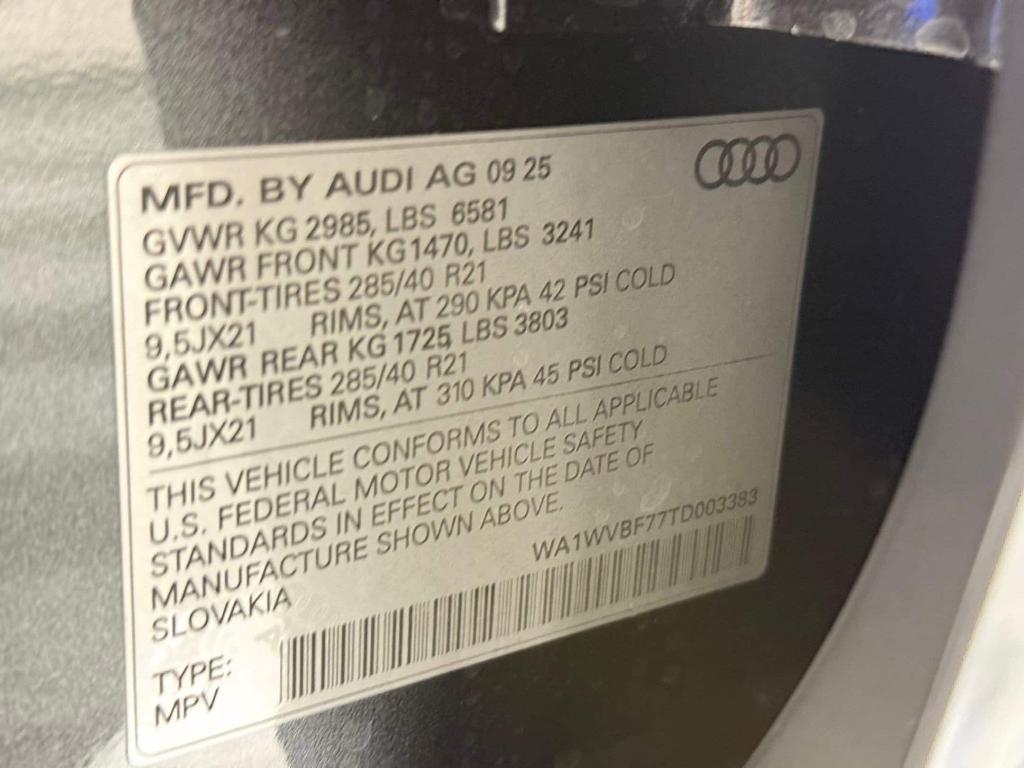 MFD. BY AUDI AG 09 25
GVWR KG 2985, LBS 6581
GAWR FRONT KG1470, LBS 3241
FRONT-TIRES 285/40 R21
9,5JX21 RIMS, AT 290 KPA 42 PSI COLD
GAWR REAR KG1725, LBS 3803
REAR-TIRES 285/40 R21
9,5JX21 RIMS, AT 310 KPA 45 PSI COLD
THIS VEHICLE CONFORMS TO ALL APPLICABLE
U.S. FEDERAL MOTOR VEHICLE SAFETY
STANDARDS IN EFFECT ON THE DATE OF
MANUFACTURE SHOWN ABOVE.
SLOVAKIA
WA1WVBF77TD003383
TYPE:
MPV